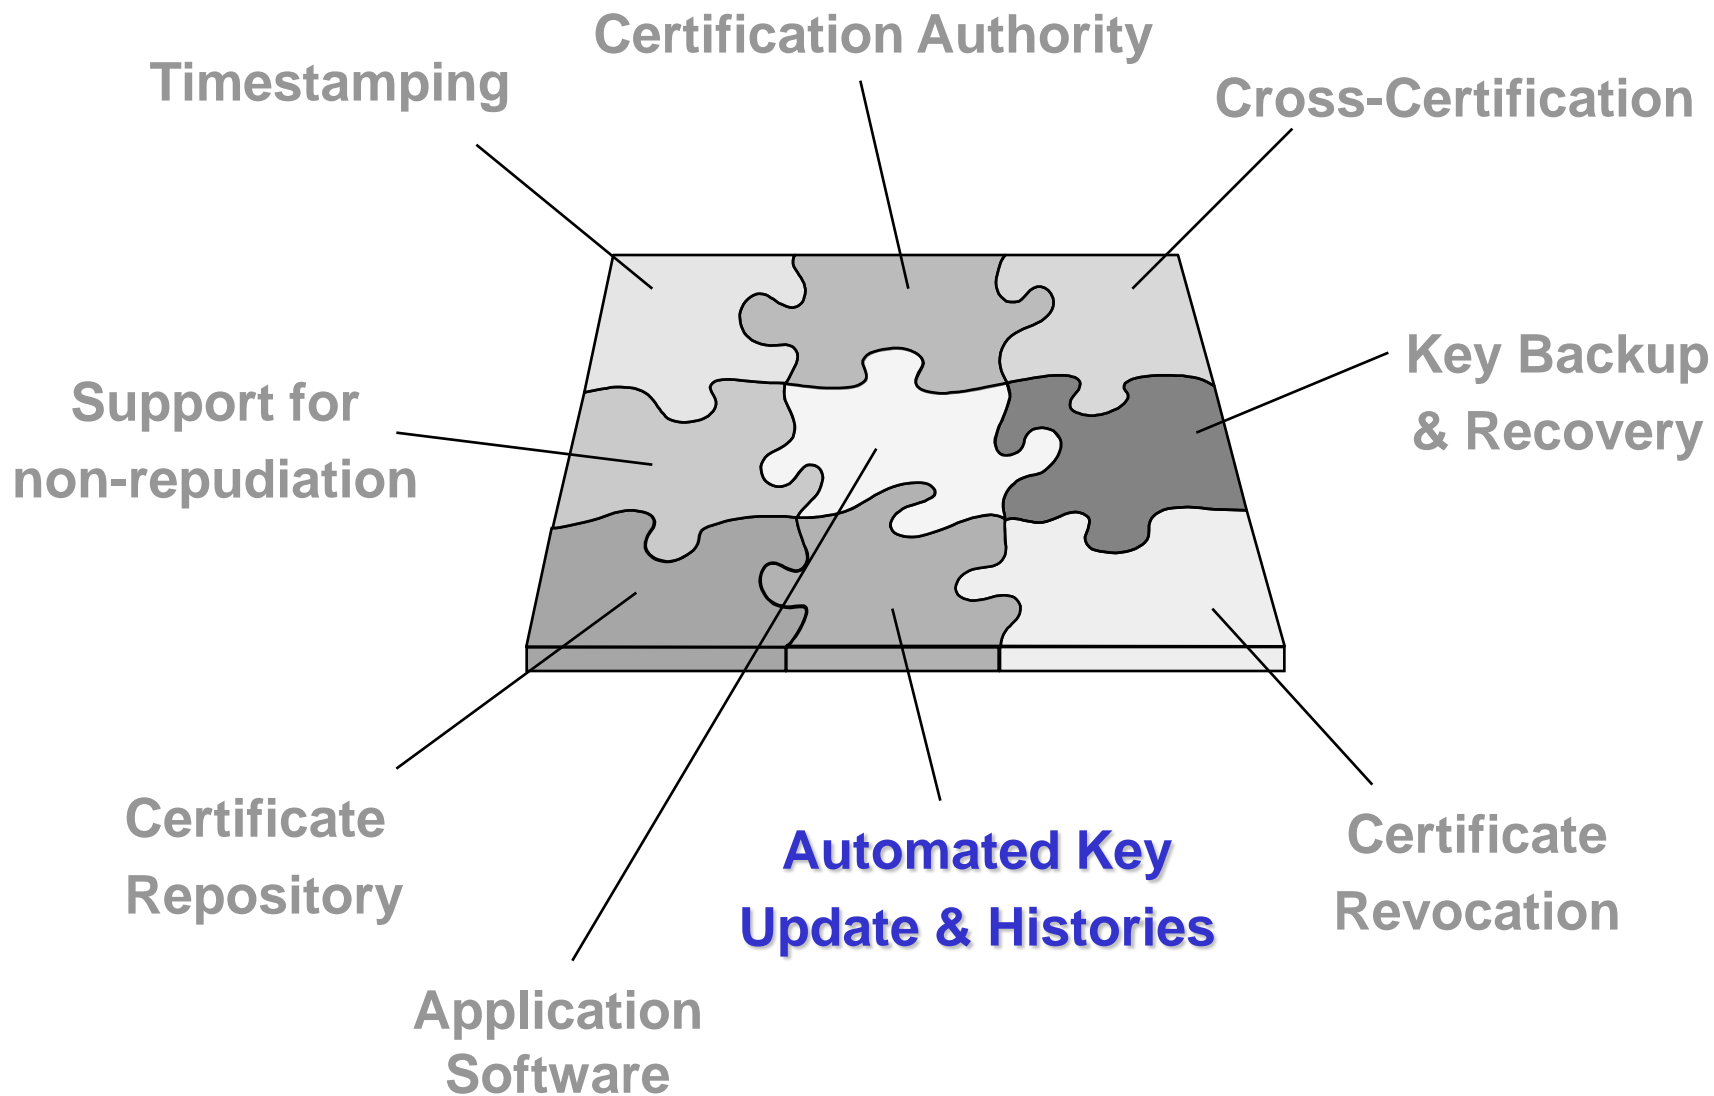 Certification Authority
Timestamping
Cross-Certification
Key Backup
& Recovery
Support for
non-repudiation
Certificate
Repository
Automated Key
Update & Histories
Certificate
Revocation
Application
Software